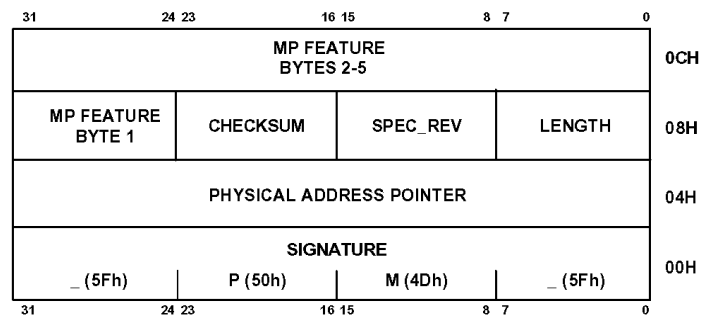 31 24 23 16 15 8 7 0
MP FEATURE
BYTES 2-5
0CH
MP FEATURE
BYTE 1
CHECKSUM
SPEC_REV
LENGTH
08H
PHYSICAL ADDRESS POINTER
04H
SIGNATURE
_ (5Fh) P (50h) M (4Dh) _ (5Fh)
00H
31 24 23 16 15 8 7 0